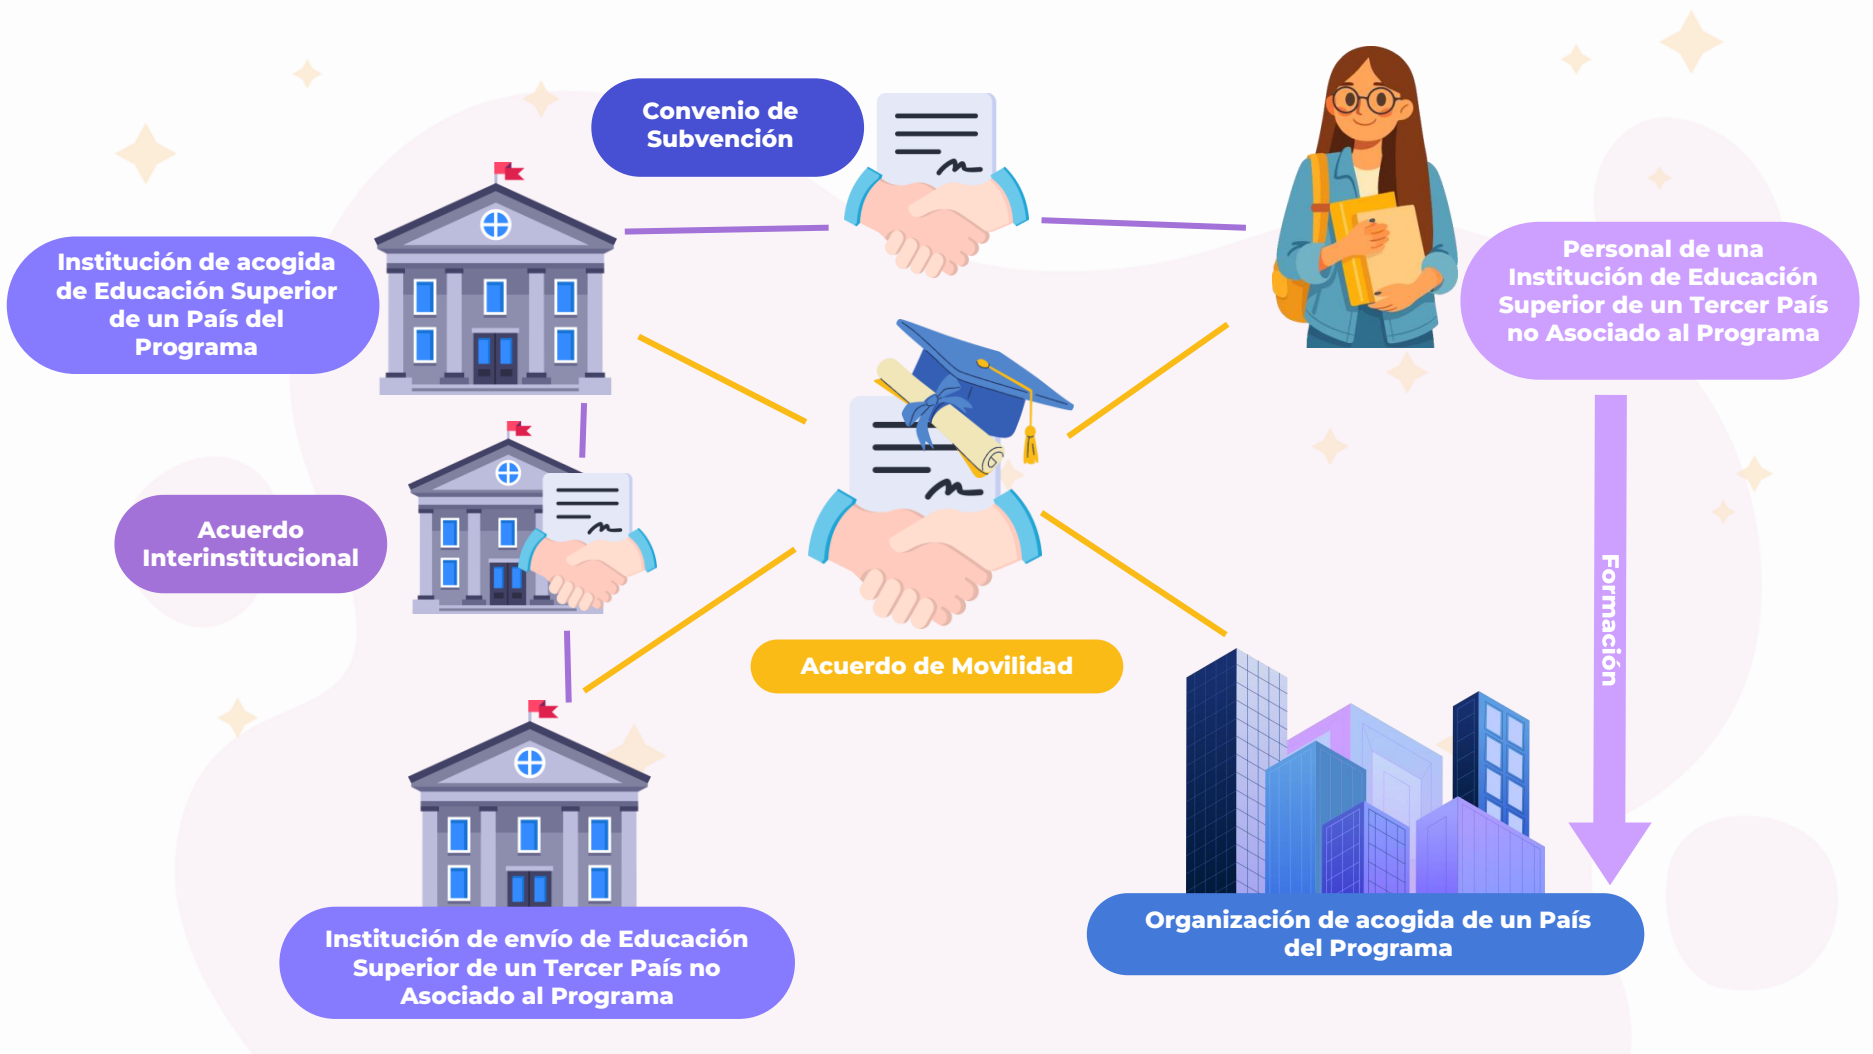 Convenio de
Subvención
Institución de acogida
de Educación Superior
de un País del
Programa
Personal de una
Institución de Educación
Superior de un Tercer País
no Asociado al Programa
Acuerdo
Interinstitucional
Formación
Acuerdo de Movilidad
Institución de envío de Educación
Superior de un Tercer País no
Asociado al Programa
Organización de acogida de un País
del Programa